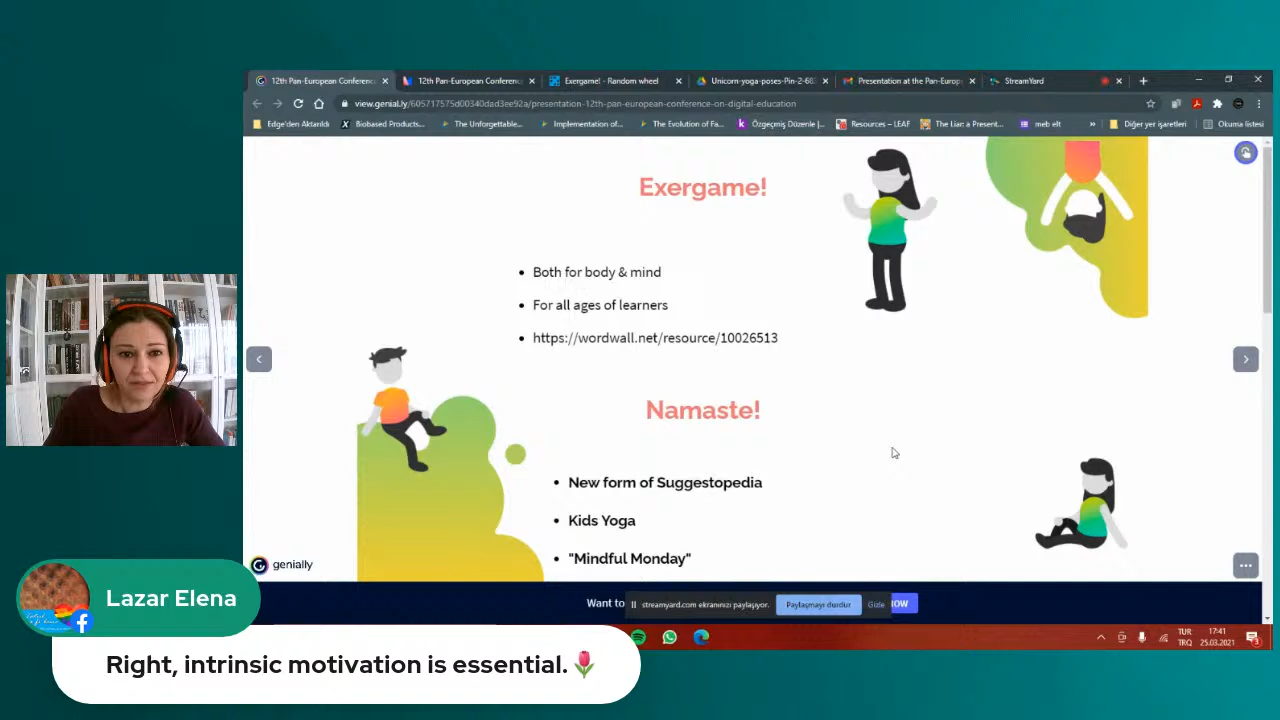 12th Pan-European Conferenc
12th Pan-European Conferenc
Exergame! - Random wheel
Unicorn-yoga-poses-Pin-2-683
Presentation at the Pan-Europ
StreamYard
view.genial.ly/605717575d00340dad3ee92a/presentation-12th-pan-european-conference-on-digital-education
Edge'den Aktarıldı
Biobased Products...
The Unforgettable...
Implementation of...
The Evolution of Fa...
Özgeçmiş Düzenle |...
Resources – LEAF
The Liar: a Present...
meb elt
»
Diğer yer işaretleri
Okuma listesi
Exergame!
• Both for body & mind
• For all ages of learners
• https://wordwall.net/resource/10026513
Namaste!
• New form of Suggestopedia
• Kids Yoga
• "Mindful Monday"
genially
Want to
streamyard.com ekranınızı paylaşıyor.
Paylaşmayı durdur
Gizle
NOW
TUR
TRQ
17:41
25.03.2021
3
Lazar Elena
Right, intrinsic motivation is essential.🌷